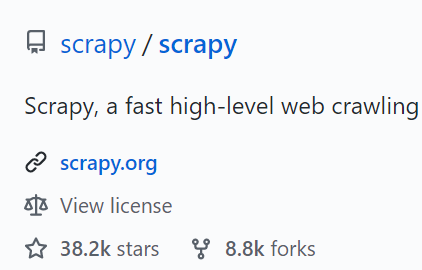 scrapy / scrapy
Scrapy, a fast high-level web crawling
scrapy.org
View license
38.2k stars 8.8k forks